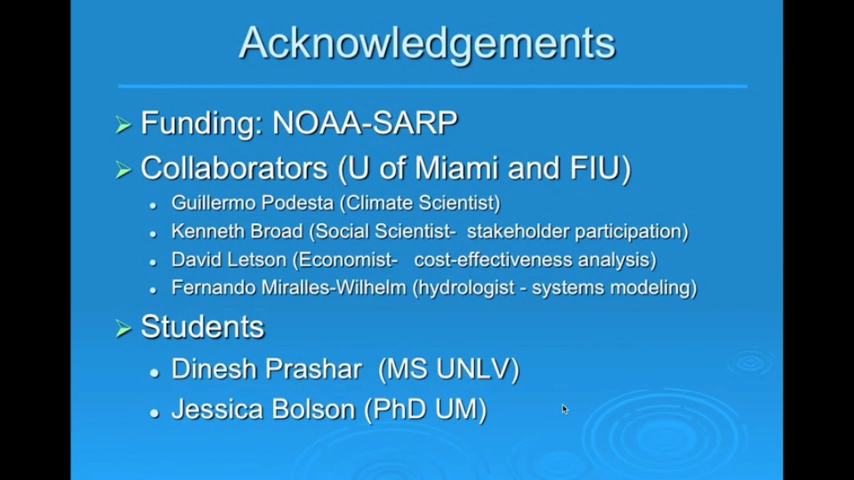 Acknowledgements
Funding: NOAA-SARP
Collaborators (U of Miami and FIU)
Guillermo Podesta (Climate Scientist)
Kenneth Broad (Social Scientist- stakeholder participation)
David Letson (Economist- cost-effectiveness analysis)
Fernando Miralles-Wilhelm (hydrologist - systems modeling)
Students
Dinesh Prashar (MS UNLV)
Jessica Bolson (PhD UM)